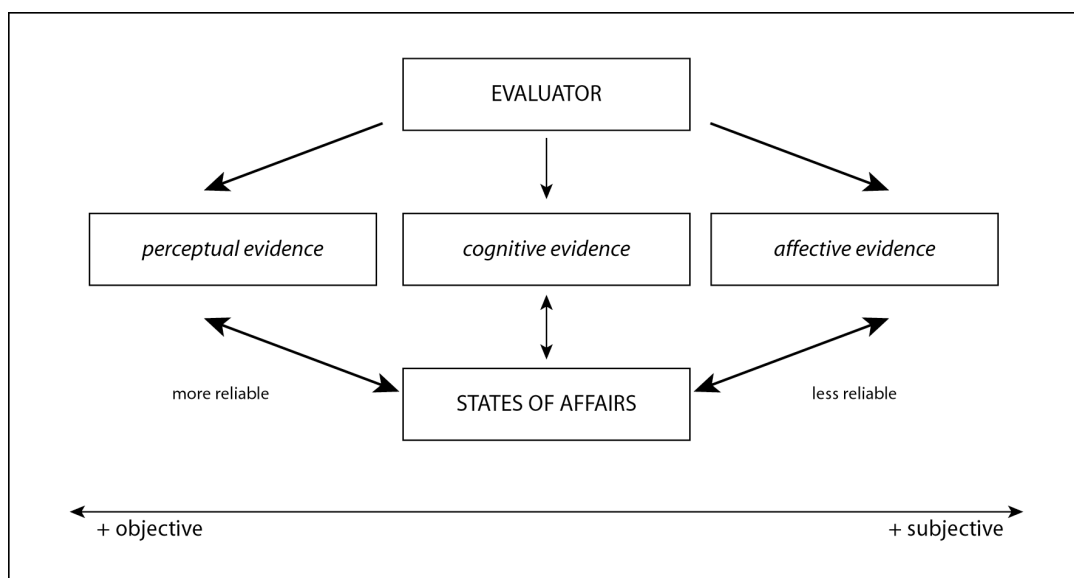 EVALUATOR
perceptual evidence
cognitive evidence
affective evidence
more reliable
less reliable
STATES OF AFFAIRS
+ objective
+ subjective